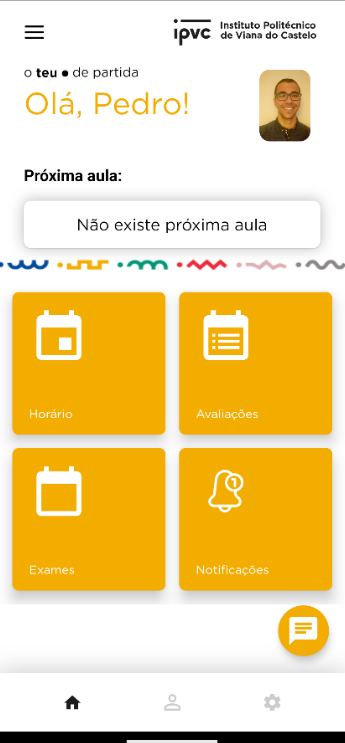 ipvc
Instituto Politécnico
de Viana do Castelo
o teu • de partida
Olá, Pedro!
Próxima aula:
Não existe próxima aula
Horário
Avaliações
Exames
1
Notificações